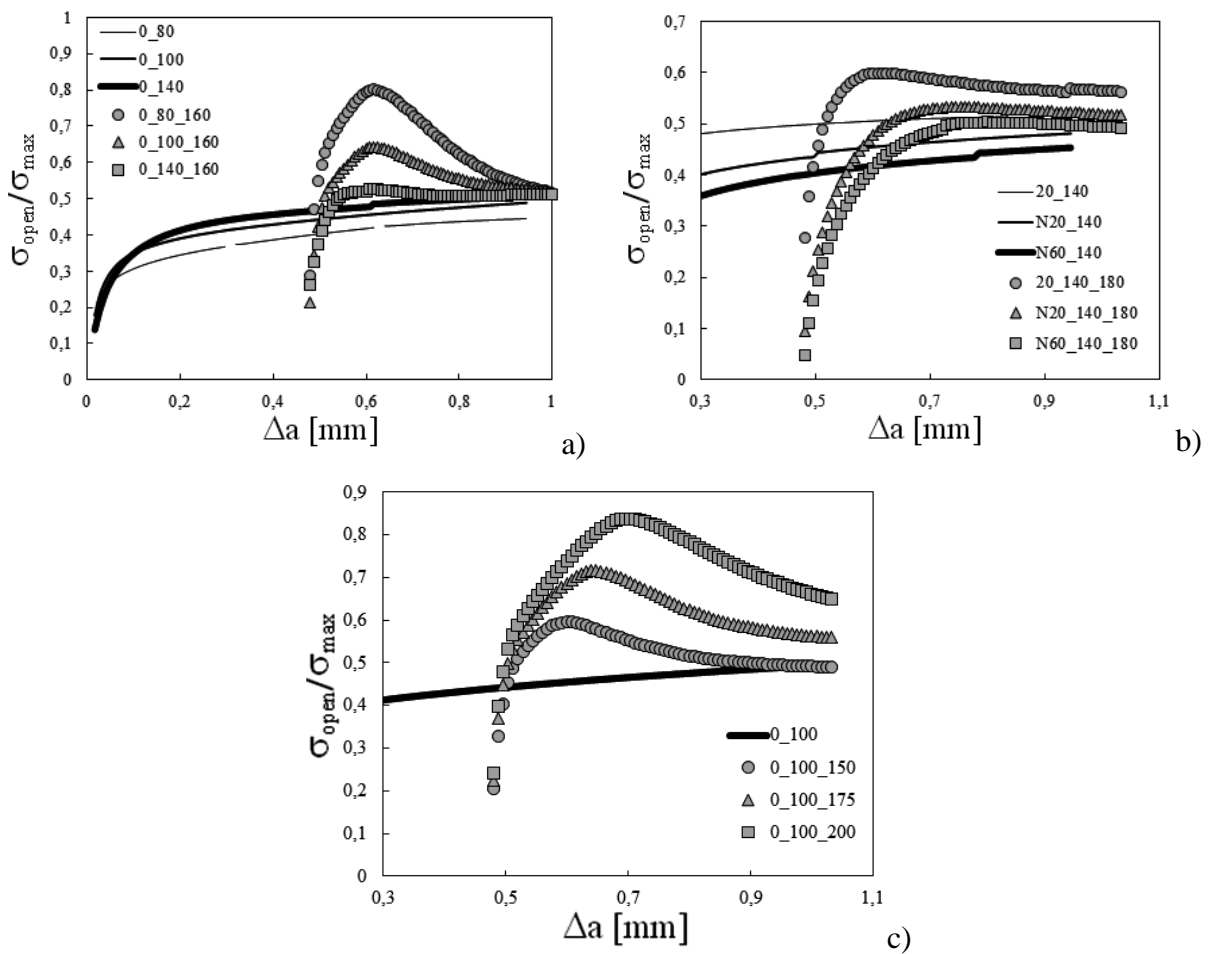 1
0,9
0,8
0,7
0,6
0,5
0,4
0,3
0,2
0,1
0
σopen/σmax
0_80
0_100
0_140
0_80_160
0_100_160
0_140_160
0 0,2 0,4 0,6 0,8 1
Δa [mm]
a)
0,7
0,6
0,5
0,4
0,3
0,2
0,1
0
σopen/σmax
20_140
N20_140
N60_140
20_140_180
N20_140_180
N60_140_180
0,3 0,5 0,7 0,9 1,1
Δa [mm]
b)
0,9
0,8
0,7
0,6
0,5
0,4
0,3
0,2
0,1
0
σopen/σmax
0_100
0_100_150
0_100_175
0_100_200
0,3 0,5 0,7 0,9 1,1
Δa [mm]
c)